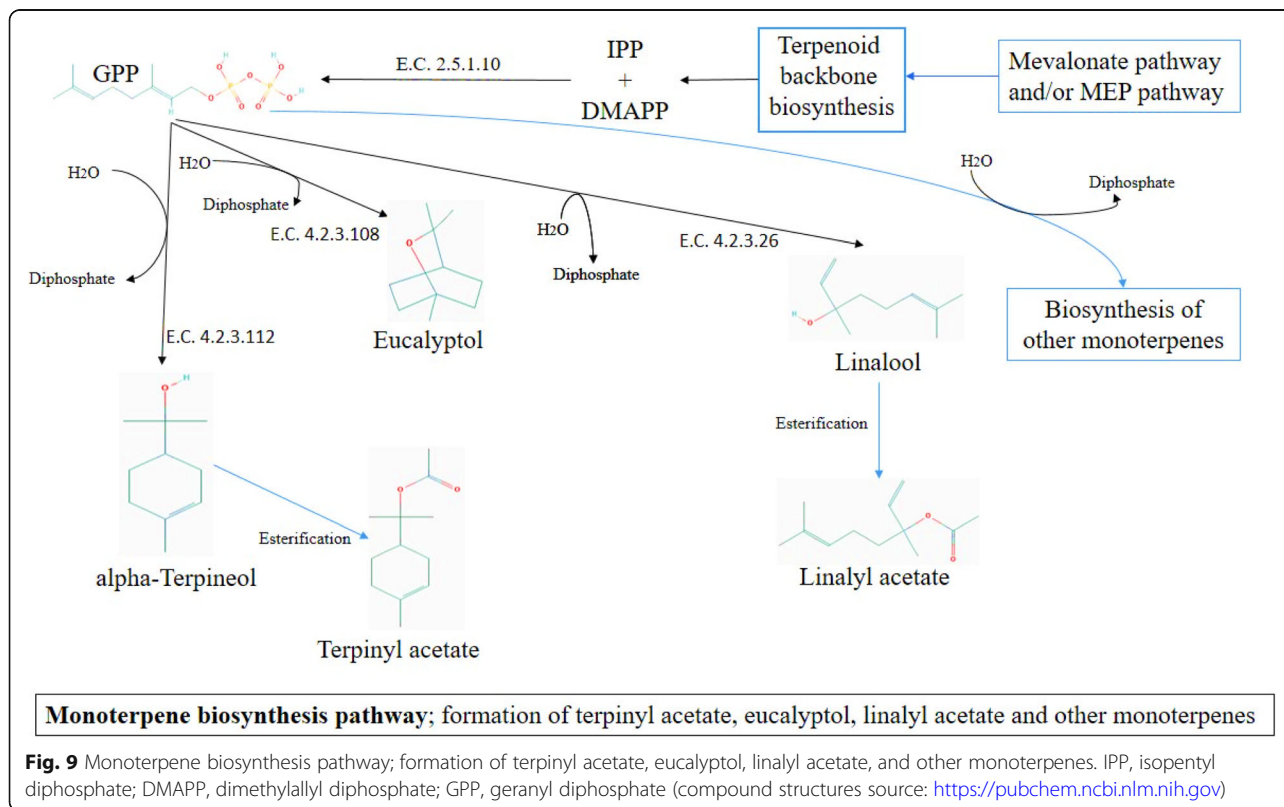 GPP
E.C. 2.5.1.10
IPP
+
DMAPP
Terpenoid
backbone
biosynthesis
Mevalonate pathway
and/or MEP pathway
H2O
Diphosphate
E.C. 4.2.3.112
H2O
Diphosphate
E.C. 4.2.3.108
H2O
Diphosphate
E.C. 4.2.3.26
H2O
Diphosphate
Eucalyptol
Linalool
Biosynthesis of
other monoterpenes
Esterification
Esterification
alpha-Terpineol
Terpinyl acetate
Linalyl acetate
Monoterpene biosynthesis pathway; formation of terpinyl acetate, eucalyptol, linalyl acetate and other monoterpenes
Fig. 9 Monoterpene biosynthesis pathway; formation of terpinyl acetate, eucalyptol, linalyl acetate, and other monoterpenes. IPP, isopentyl
diphosphate; DMAPP, dimethylallyl diphosphate; GPP, geranyl diphosphate (compound structures source: https://pubchem.ncbi.nlm.nih.gov)